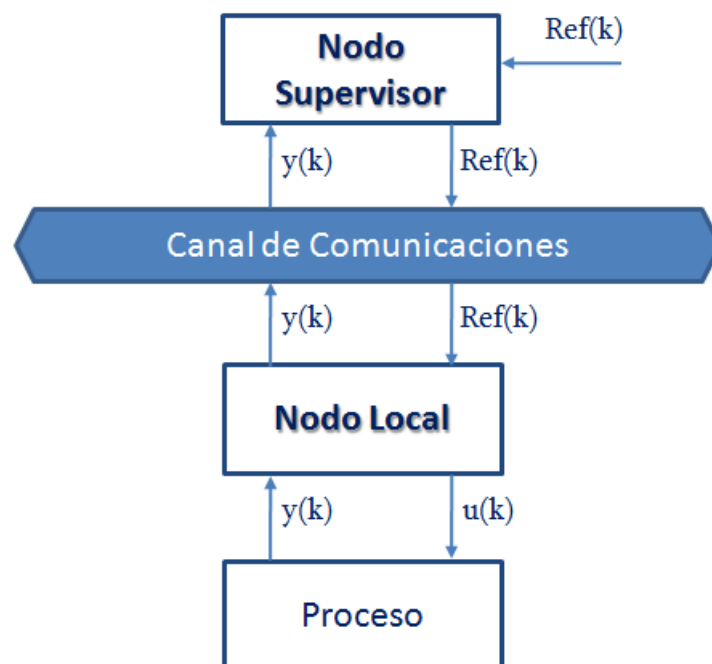 Nodo
Supervisor
Ref(k)
y(k)
Ref(k)
Canal de Comunicaciones
y(k)
Ref(k)
Nodo Local
y(k)
u(k)
Proceso